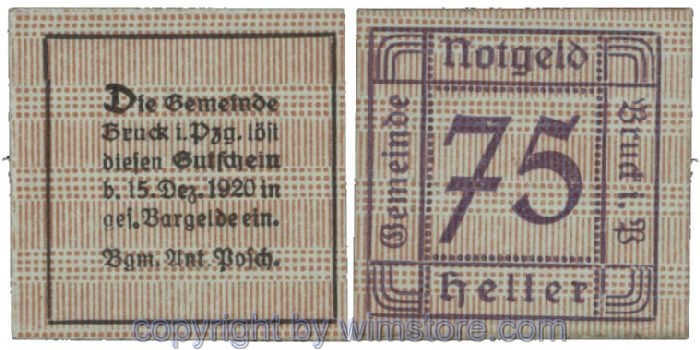 Die Gemeinde
Bruck i. Pzg. löst
diesen Gutschein
b. 15. Dez. 1920 in
ges. Bargelde ein.
Bgm. Ant. Posch.
Notgeld
Gemeinde
75
Bruck i. P
Heller
copyright by wimstore.com